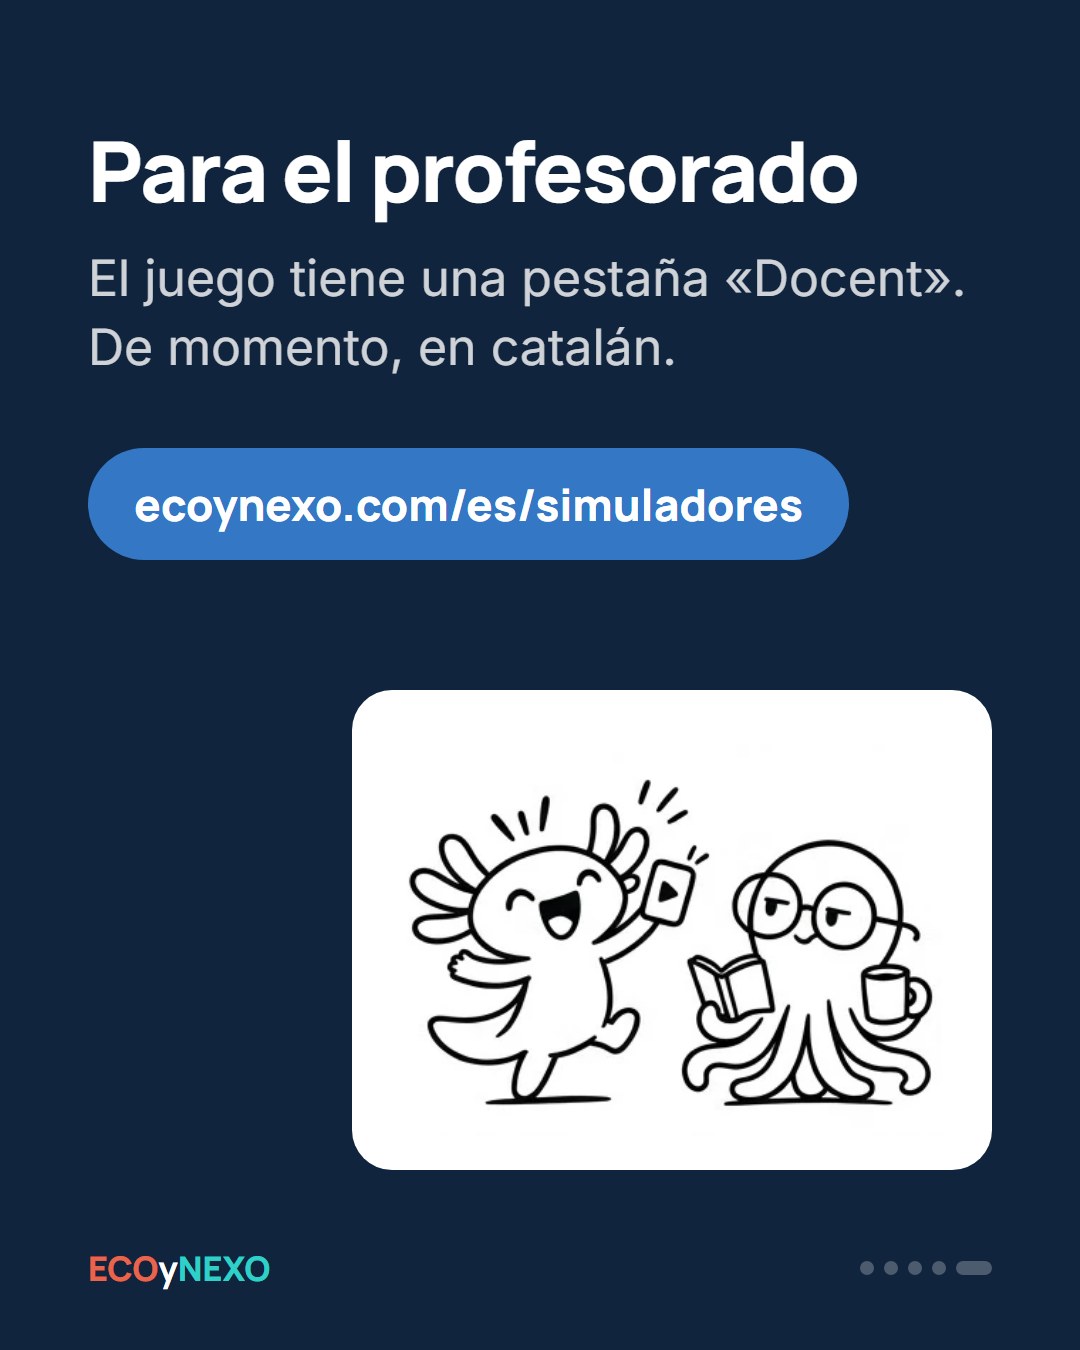 Para el profesorado
El juego tiene una pestaña «Docent».
De momento, en catalán.
ecoynexo.com/es/simuladores
ECOyNEXO